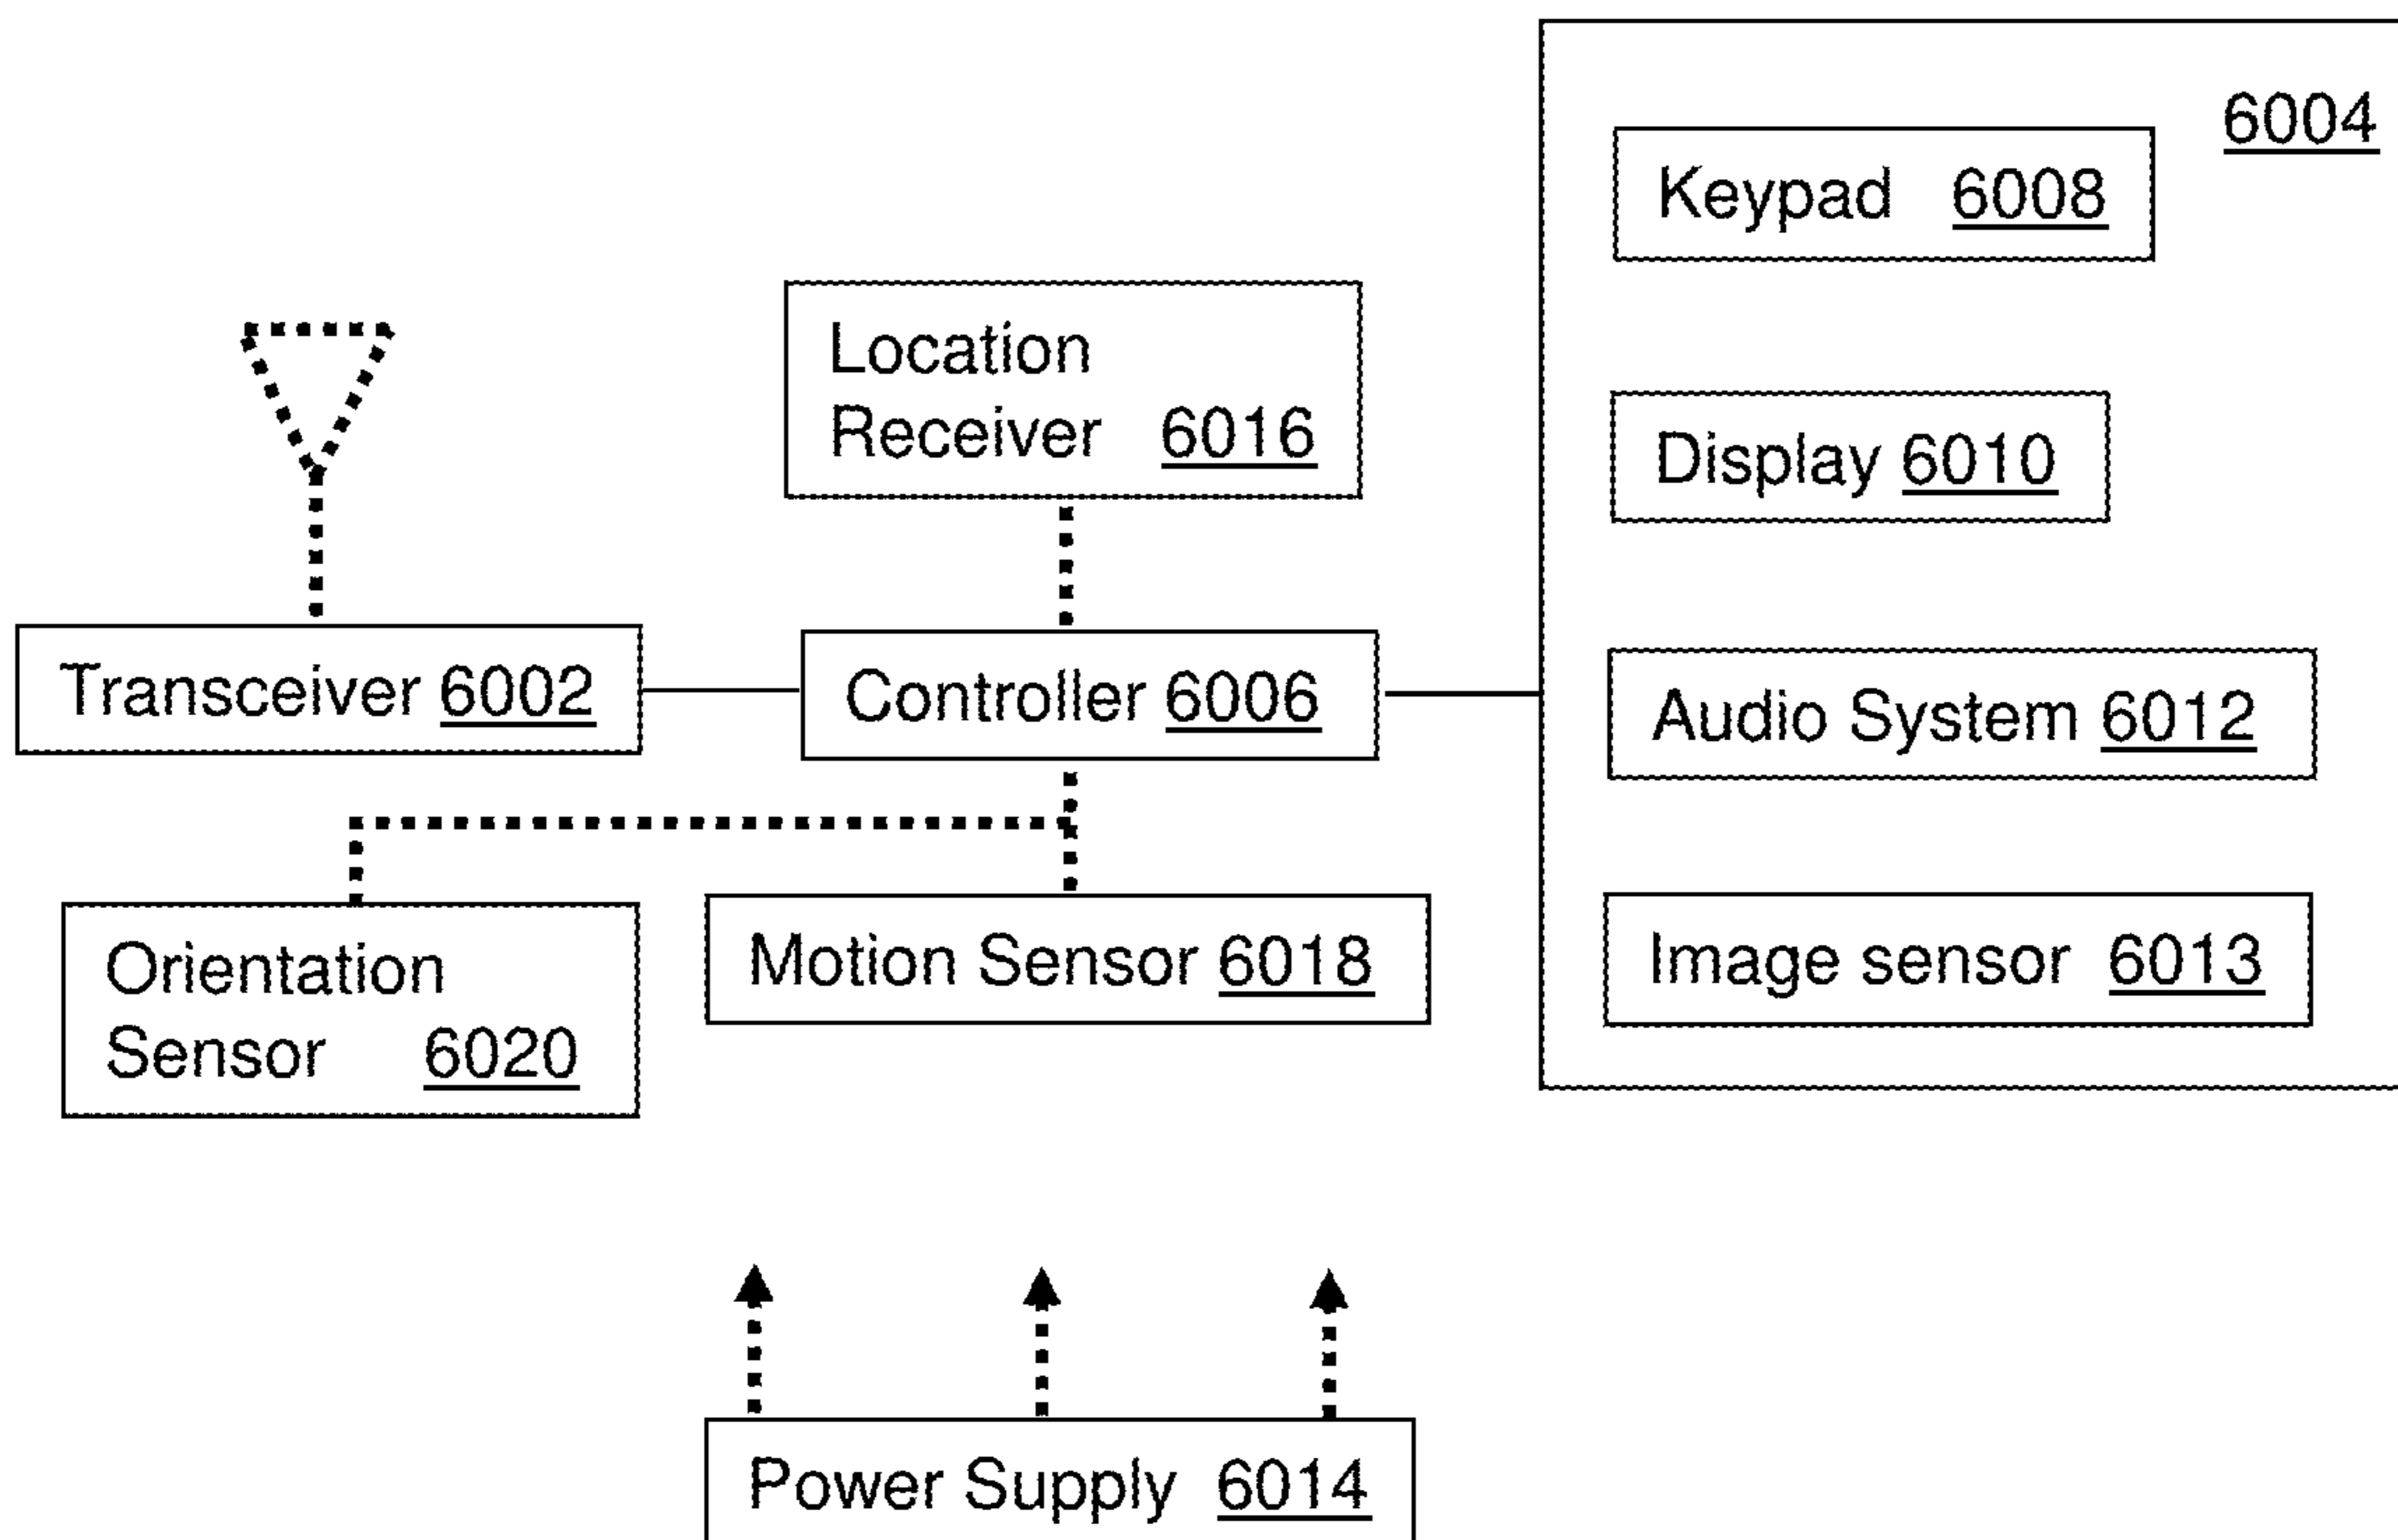 6004
Keypad 6008
Location
Receiver 6016
Display 6010
Transceiver 6002
Controller 6006
Audio System 6012
Orientation
Sensor 6020
Motion Sensor 6018
Image sensor 6013
Power Supply 6014